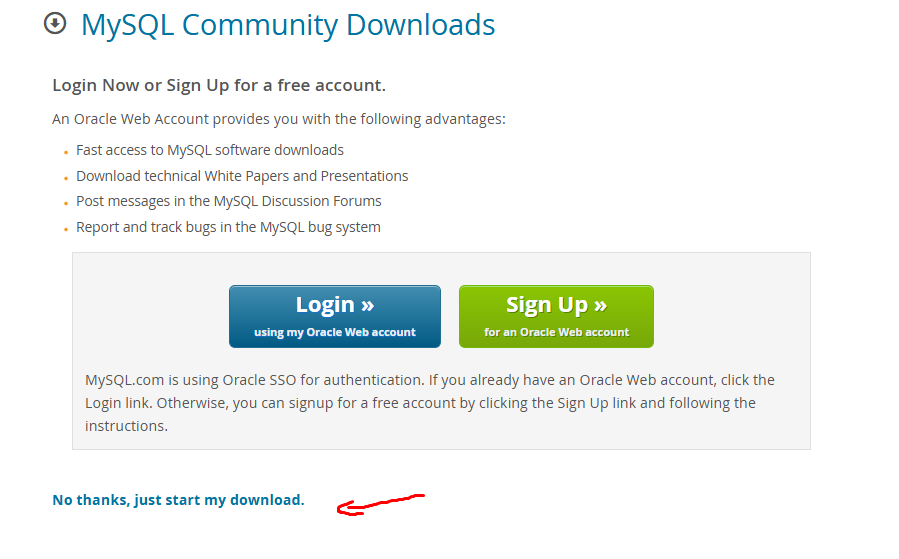 MySQL Community Downloads
Login Now or Sign Up for a free account.
An Oracle Web Account provides you with the following advantages:
Fast access to MySQL software downloads
Download technical White Papers and Presentations
Post messages in the MySQL Discussion Forums
Report and track bugs in the MySQL bug system
Login »
using my Oracle Web account
Sign Up »
for an Oracle Web account
MySQL.com is using Oracle SSO for authentication. If you already have an Oracle Web account, click the
Login link. Otherwise, you can signup for a free account by clicking the Sign Up link and following the
instructions.
No thanks, just start my download.